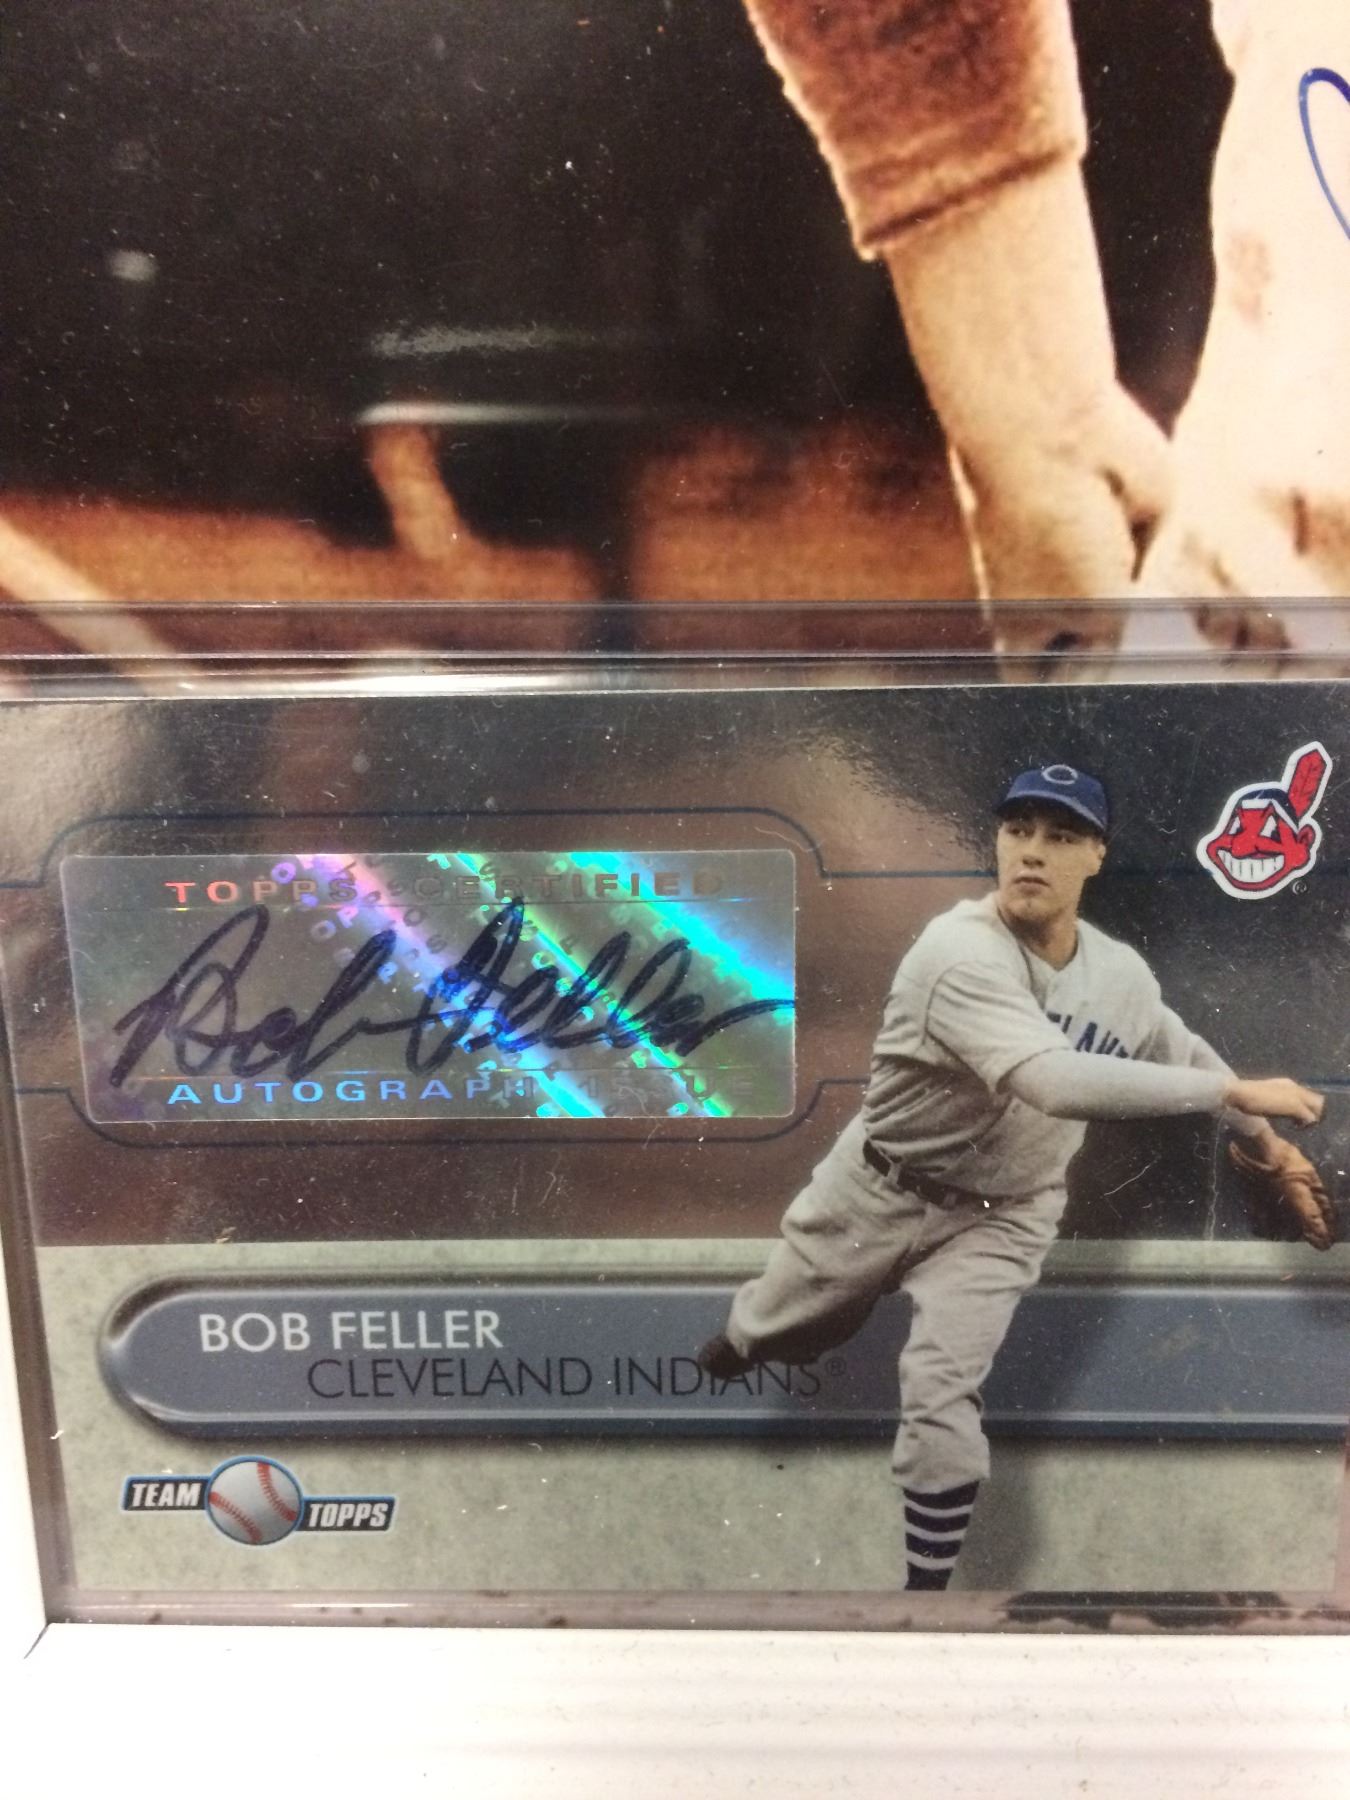 TOPPS CERTIFIED
Bob Feller
AUTOGRAPH ISSUE
BOB FELLER
CLEVELAND INDIANS®
TEAM TOPPS